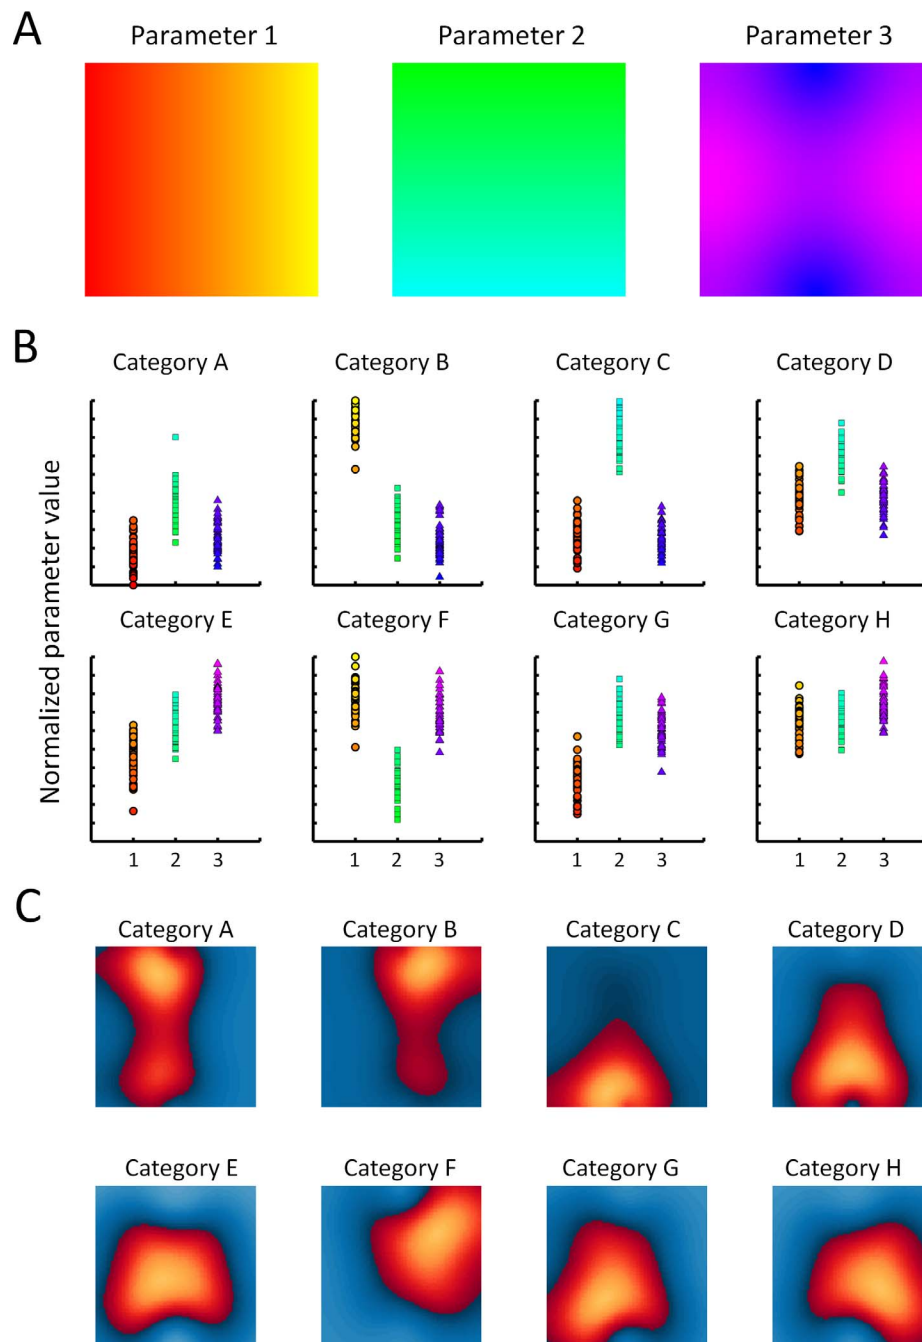 A
Parameter 1 Parameter 2 Parameter 3
B
Category A Category B Category C Category D
Normalized parameter value
Category E Category F Category G Category H
1 2 3 1 2 3 1 2 3 1 2 3
C
Category A Category B Category C Category D
Category E Category F Category G Category H